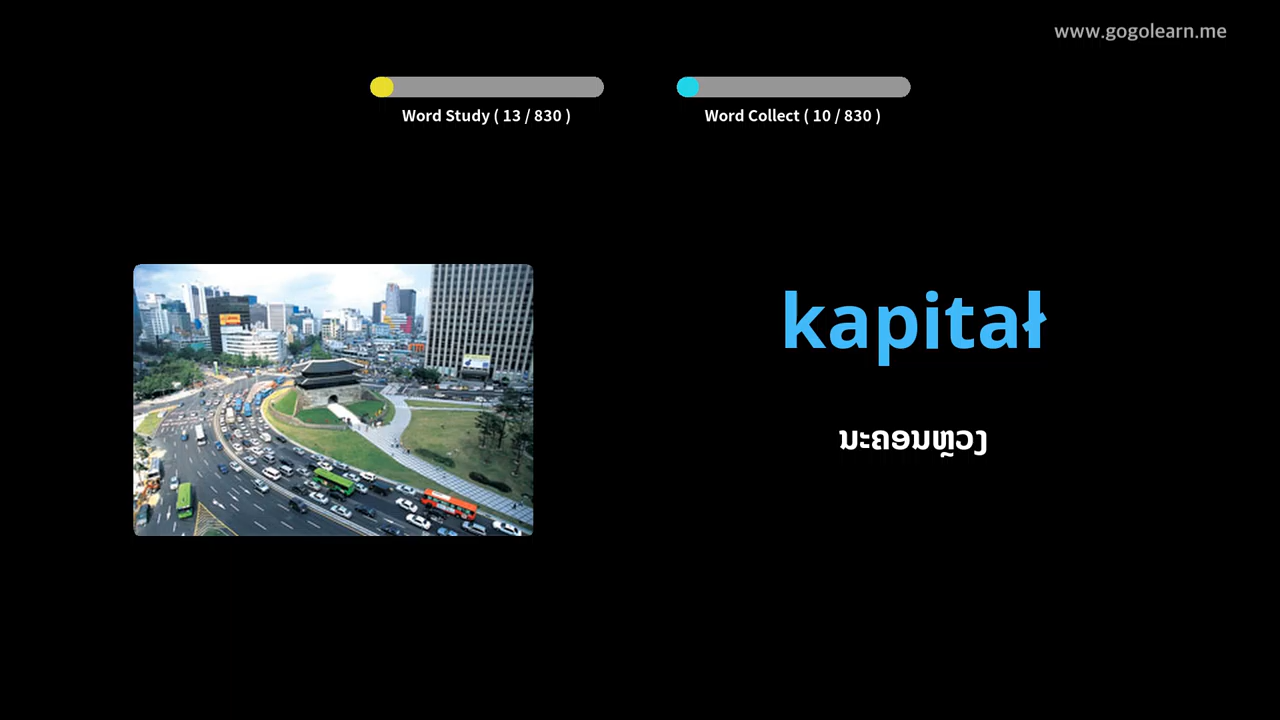 www.gogolearn.me
Word Study ( 13 / 830 )
Word Collect ( 10 / 830 )
kapitał
ນະຄອນຫຼວງ